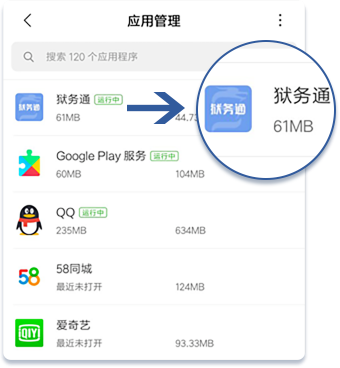 应用管理
搜索 120 个应用程序
狱务通
狱务通 运行中
61MB
Google Play 服务 运行中
60MB 104MB
QQ 运行中
235MB 634MB
58
58同城
最近未打开 124MB
iQIYI
爱奇艺
最近未打开 93.33MB
狱务通
狱务通
61MB